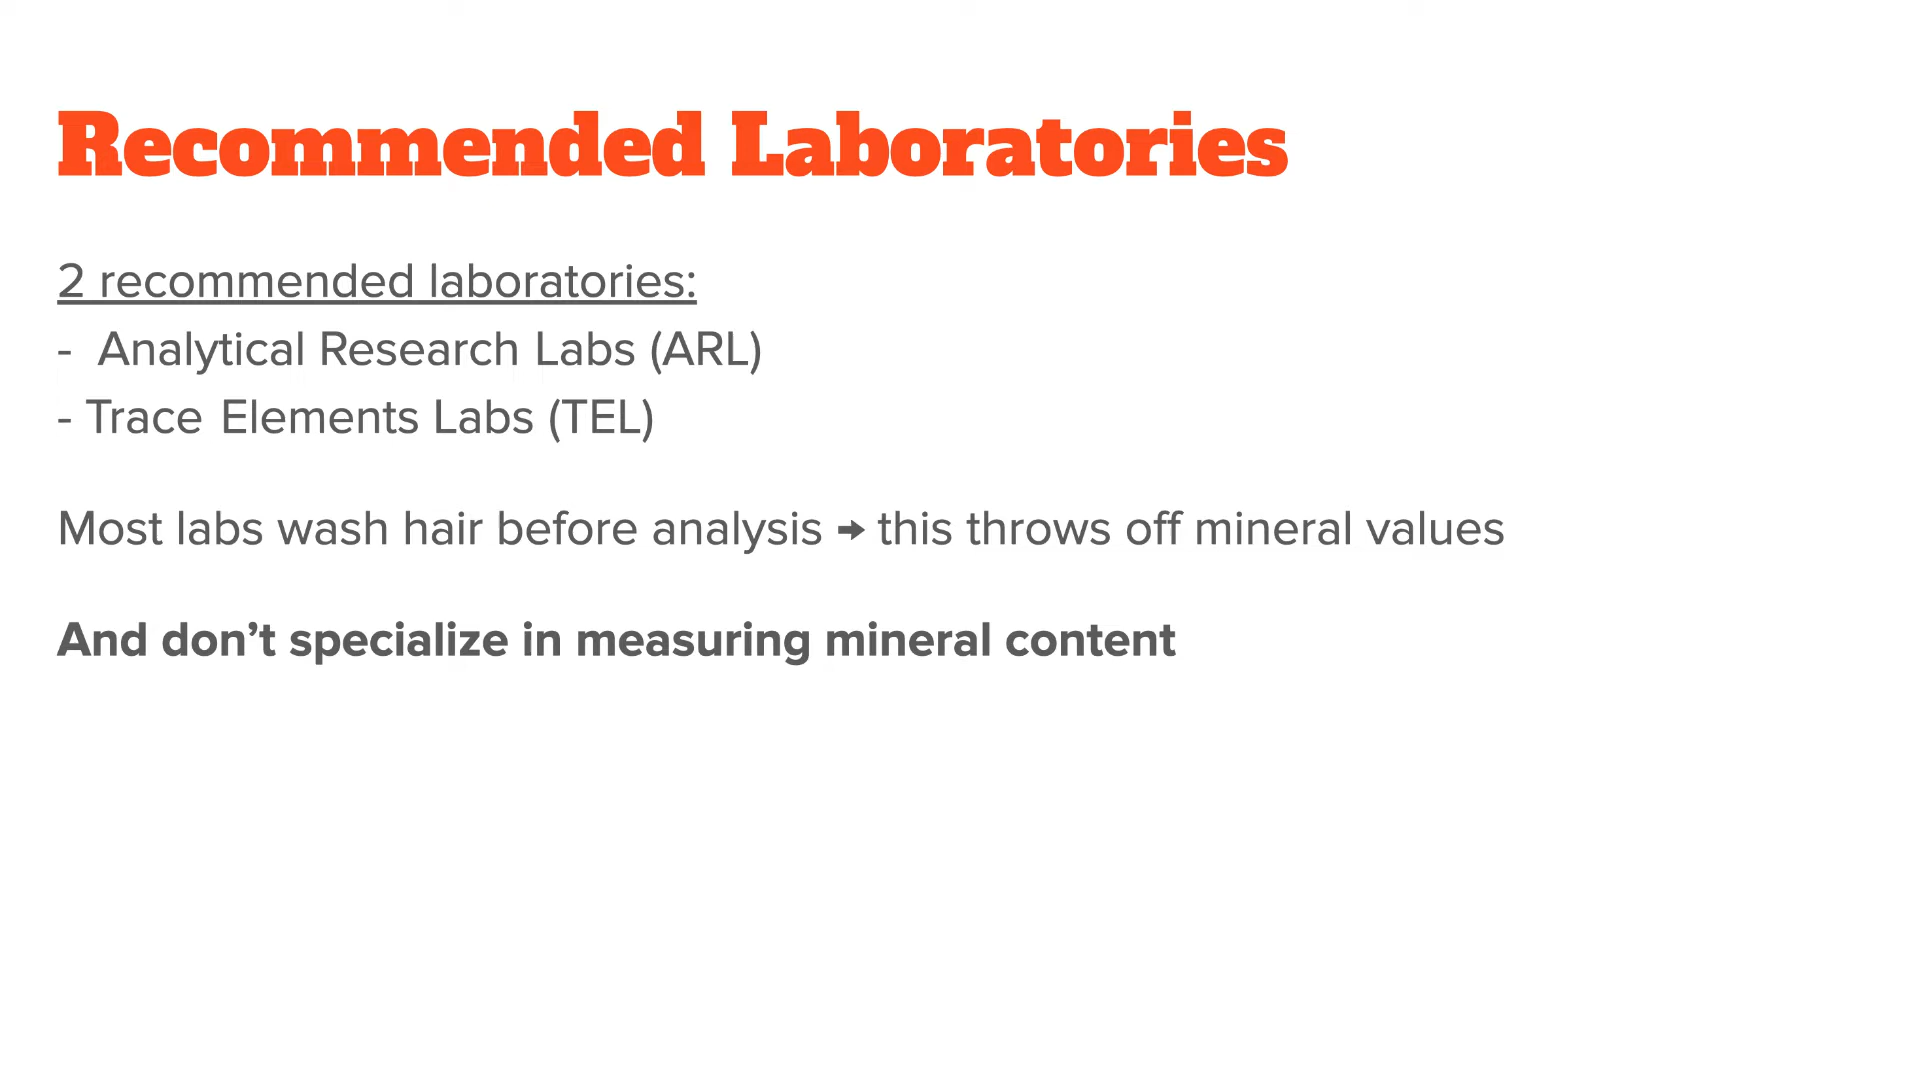 Recommended Laboratories
2 recommended laboratories:
- Analytical Research Labs (ARL)
- Trace Elements Labs (TEL)
Most labs wash hair before analysis ➡ this throws off mineral values
And don’t specialize in measuring mineral content